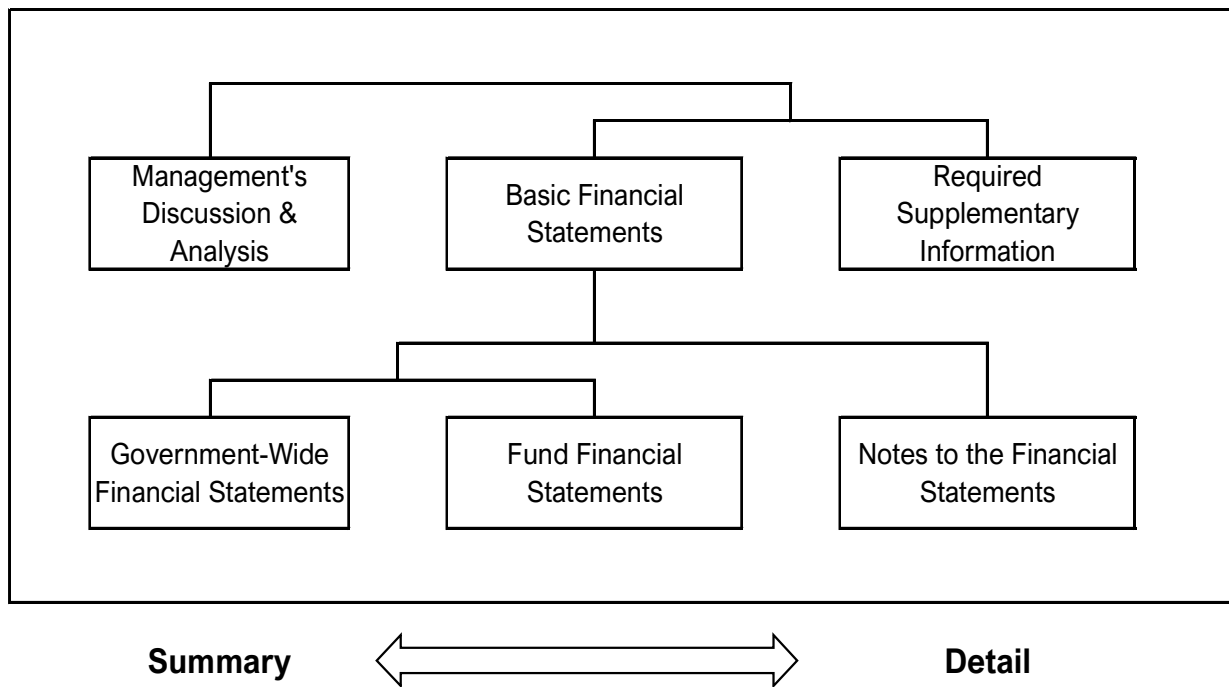 Management's
Discussion &
Analysis
Basic Financial
Statements
Required
Supplementary
Information
Government-Wide
Financial Statements
Fund Financial
Statements
Notes to the Financial
Statements
Summary
Detail